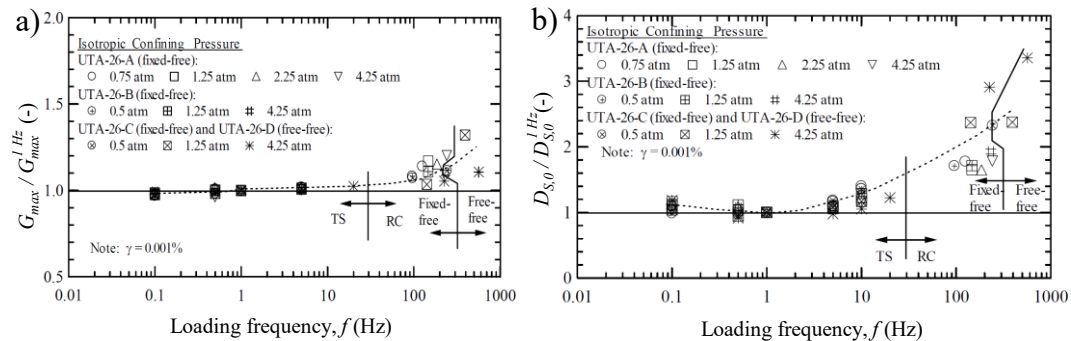 a)
G_max / G_max^1Hz (-)
2.0
1.5
1.0
0.5
Isotropic Confining Pressure
UTA-26-A (fixed-free):
0.75 atm 1.25 atm 2.25 atm 4.25 atm
UTA-26-B (fixed-free):
0.5 atm 1.25 atm 4.25 atm
UTA-26-C (fixed-free) and UTA-26-D (free-free):
0.5 atm 1.25 atm 4.25 atm
TS RC
Fixed-free
Free-free
Note: γ = 0.001%
0.01 0.1 1 10 100 1000
Loading frequency, f (Hz)
b)
D_S,0 / D_S,0^1Hz (-)
4
3
2
1
0
Isotropic Confining Pressure
UTA-26-A (fixed-free):
0.75 atm 1.25 atm 2.25 atm 4.25 atm
UTA-26-B (fixed-free):
0.5 atm 1.25 atm 4.25 atm
UTA-26-C (fixed-free) and UTA-26-D (free-free):
0.5 atm 1.25 atm 4.25 atm
Note: γ = 0.001%
Fixed-free
Free-free
TS RC
0.01 0.1 1 10 100 1000
Loading frequency, f (Hz)